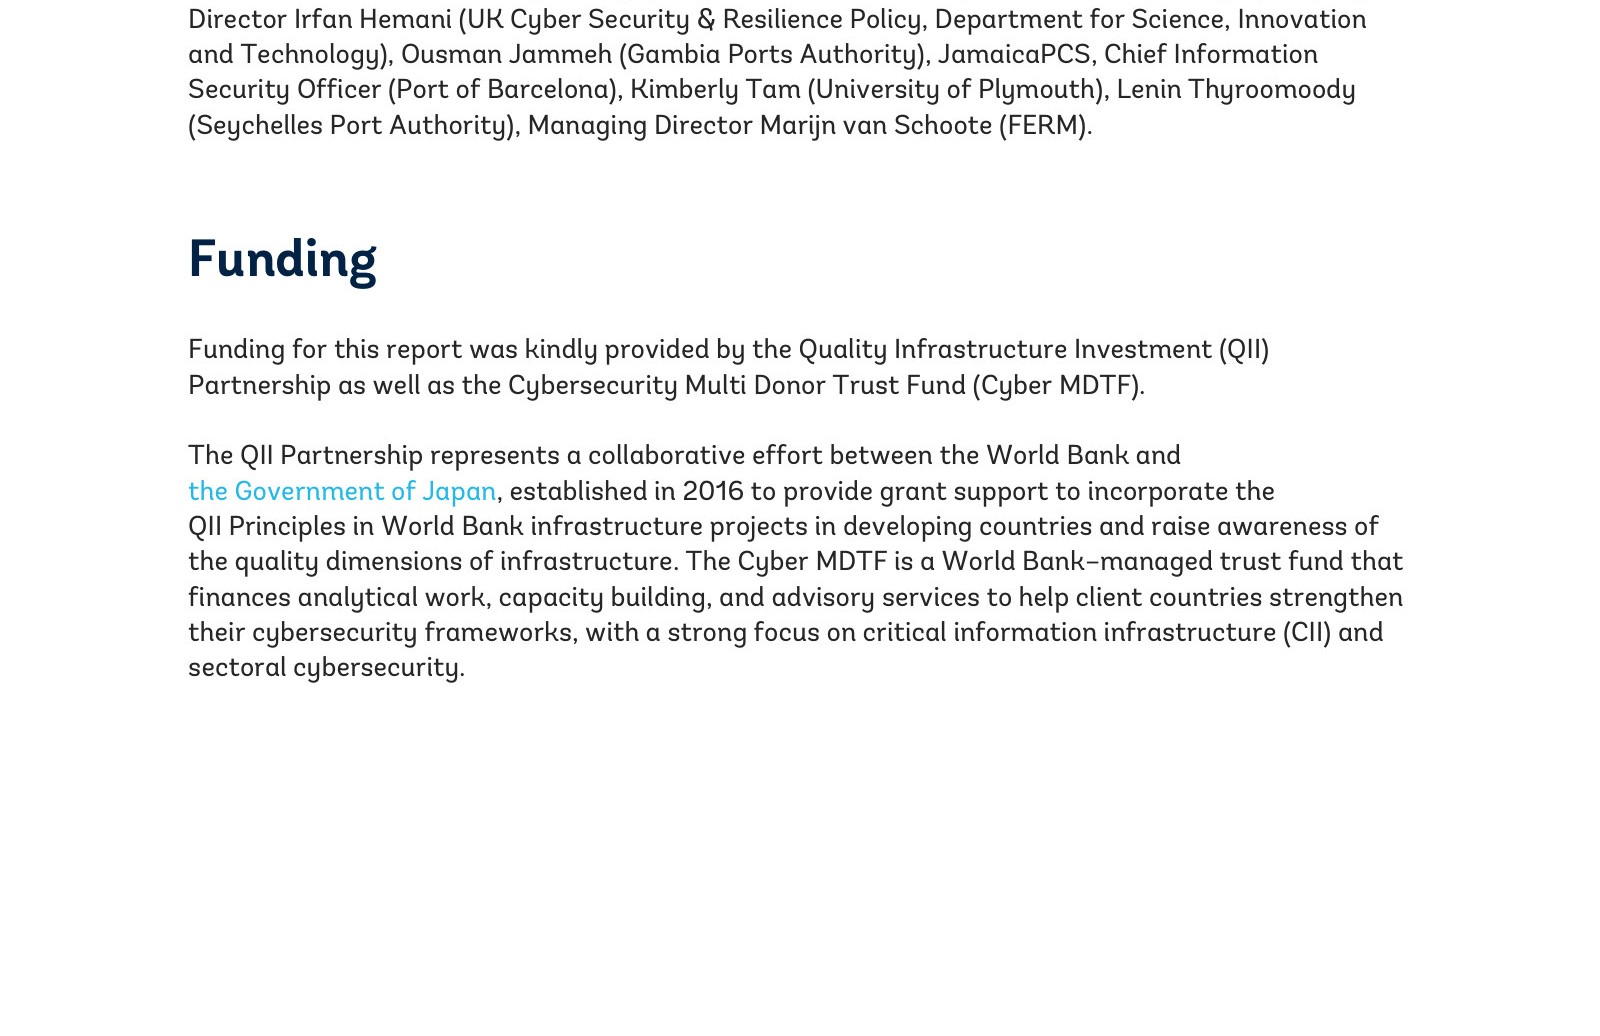 Director Irfan Hemani (UK Cyber Security & Resilience Policy, Department for Science, Innovation
and Technology), Ousman Jammeh (Gambia Ports Authority), JamaicaPCS, Chief Information
Security Officer (Port of Barcelona), Kimberly Tam (University of Plymouth), Lenin Thyroomoody
(Seychelles Port Authority), Managing Director Marijn van Schoote (FERM).
Funding
Funding for this report was kindly provided by the Quality Infrastructure Investment (QII)
Partnership as well as the Cybersecurity Multi Donor Trust Fund (Cyber MDTF).
The QII Partnership represents a collaborative effort between the World Bank and
the Government of Japan, established in 2016 to provide grant support to incorporate the
QII Principles in World Bank infrastructure projects in developing countries and raise awareness of
the quality dimensions of infrastructure. The Cyber MDTF is a World Bank–managed trust fund that
finances analytical work, capacity building, and advisory services to help client countries strengthen
their cybersecurity frameworks, with a strong focus on critical information infrastructure (CII) and
sectoral cybersecurity.